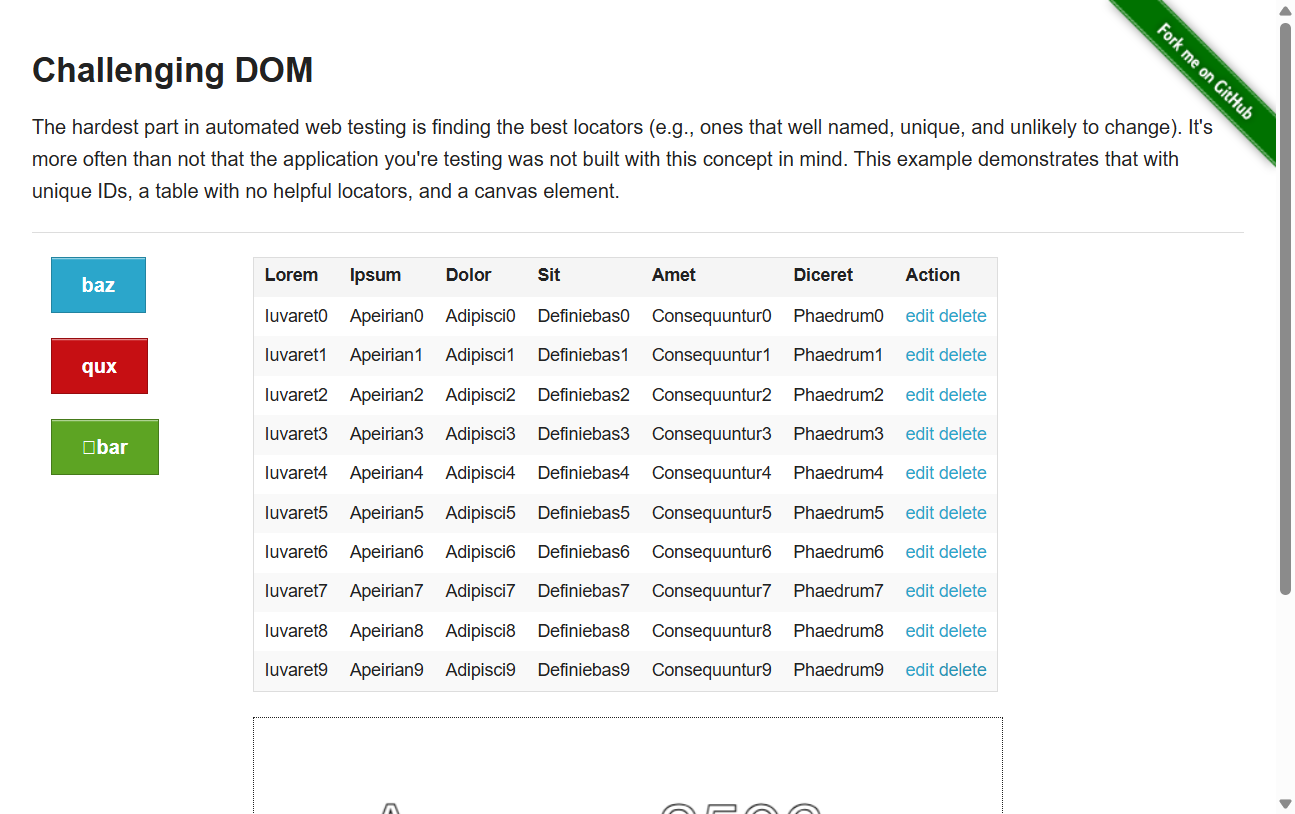 Fork me on GitHub
Challenging DOM
The hardest part in automated web testing is finding the best locators (e.g., ones that well named, unique, and unlikely to change). It's
more often than not that the application you're testing was not built with this concept in mind. This example demonstrates that with
unique IDs, a table with no helpful locators, and a canvas element.
baz
qux
bar
Lorem Ipsum Dolor Sit Amet Diceret Action
Iuvaret0 Apeirian0 Adipisci0 Definiebas0 Consequuntur0 Phaedrum0 edit delete
Iuvaret1 Apeirian1 Adipisci1 Definiebas1 Consequuntur1 Phaedrum1 edit delete
Iuvaret2 Apeirian2 Adipisci2 Definiebas2 Consequuntur2 Phaedrum2 edit delete
Iuvaret3 Apeirian3 Adipisci3 Definiebas3 Consequuntur3 Phaedrum3 edit delete
Iuvaret4 Apeirian4 Adipisci4 Definiebas4 Consequuntur4 Phaedrum4 edit delete
Iuvaret5 Apeirian5 Adipisci5 Definiebas5 Consequuntur5 Phaedrum5 edit delete
Iuvaret6 Apeirian6 Adipisci6 Definiebas6 Consequuntur6 Phaedrum6 edit delete
Iuvaret7 Apeirian7 Adipisci7 Definiebas7 Consequuntur7 Phaedrum7 edit delete
Iuvaret8 Apeirian8 Adipisci8 Definiebas8 Consequuntur8 Phaedrum8 edit delete
Iuvaret9 Apeirian9 Adipisci9 Definiebas9 Consequuntur9 Phaedrum9 edit delete